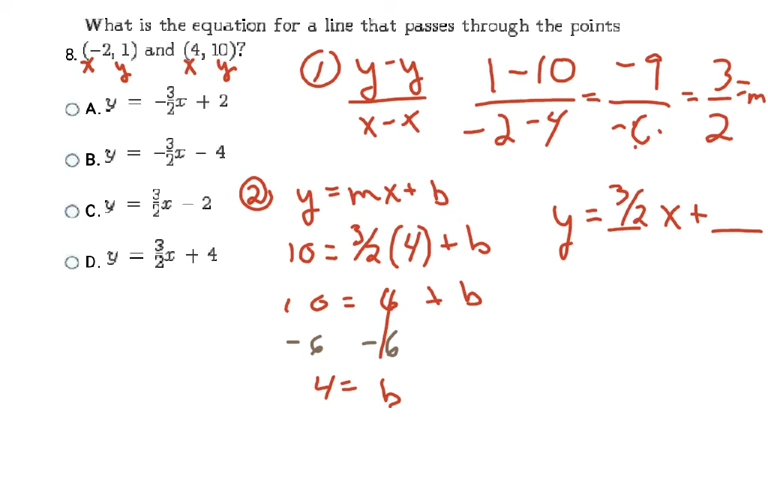 What is the equation for a line that passes through the points
8. (−2, 1) and (4, 10)?
x y x y
A. y = −3/2x + 2
B. y = −3/2x − 4
C. y = 3/2x − 2
D. y = 3/2x + 4
① y-y/x-x 1-10/-2-4 = -9/-6 = 3/2 = m
② y = mx + b
10 = 3/2 (4) + b
10 = 6 + b
-6 -6
4 = b
y = 3/2 x + __